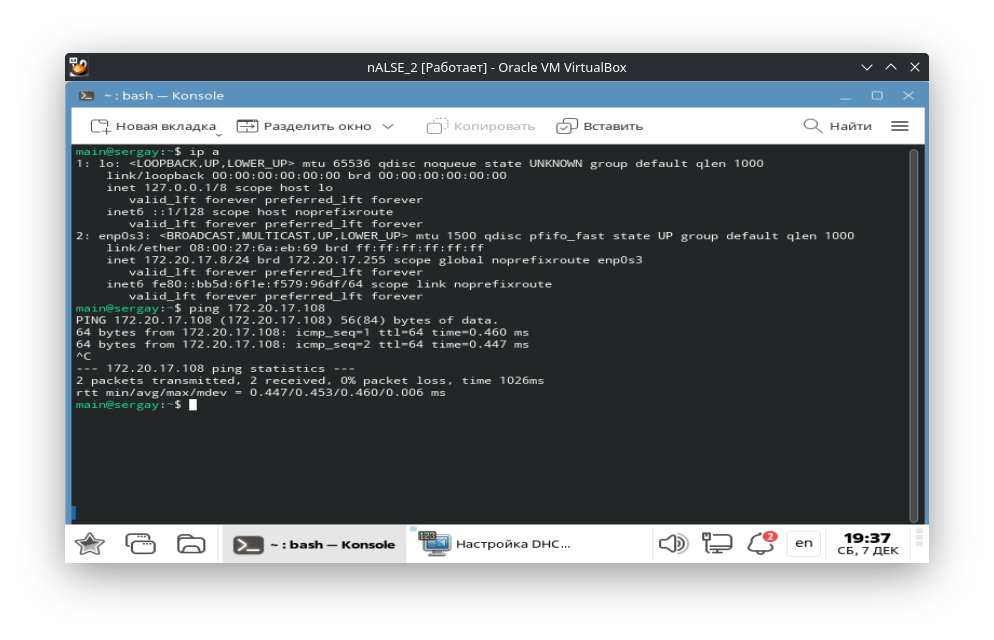 nALSE_2 [Работает] - Oracle VM VirtualBox
~ : bash — Konsole
Новая вкладка Разделить окно Копировать Вставить Найти
main@sergay:~$ ip a
1: lo: <LOOPBACK,UP,LOWER_UP> mtu 65536 qdisc noqueue state UNKNOWN group default qlen 1000
    link/loopback 00:00:00:00:00:00 brd 00:00:00:00:00:00
    inet 127.0.0.1/8 scope host lo
       valid_lft forever preferred_lft forever
    inet6 ::1/128 scope host noprefixroute
       valid_lft forever preferred_lft forever
2: enp0s3: <BROADCAST,MULTICAST,UP,LOWER_UP> mtu 1500 qdisc pfifo_fast state UP group default qlen 1000
    link/ether 08:00:27:6a:eb:69 brd ff:ff:ff:ff:ff:ff
    inet 172.20.17.8/24 brd 172.20.17.255 scope global noprefixroute enp0s3
       valid_lft forever preferred_lft forever
    inet6 fe80::bb5d:6f1e:f579:96df/64 scope link noprefixroute
       valid_lft forever preferred_lft forever
main@sergay:~$ ping 172.20.17.108
PING 172.20.17.108 (172.20.17.108) 56(84) bytes of data.
64 bytes from 172.20.17.108: icmp_seq=1 ttl=64 time=0.460 ms
64 bytes from 172.20.17.108: icmp_seq=2 ttl=64 time=0.447 ms
^C
--- 172.20.17.108 ping statistics ---
2 packets transmitted, 2 received, 0% packet loss, time 1026ms
rtt min/avg/max/mdev = 0.447/0.453/0.460/0.006 ms
main@sergay:~$
~ : bash — Konsole
123
Настройка DHC...
2
en
19:37
СБ, 7 ДЕК